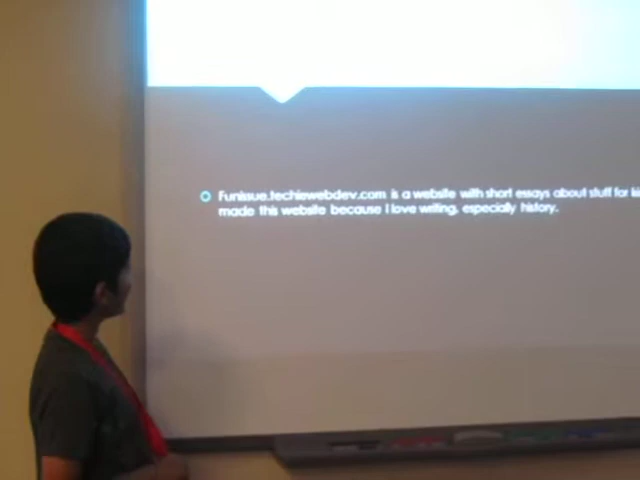 Funissue.techiewebdev.com is a website with short essays about stuff for
made this website because I love writing, especially history.